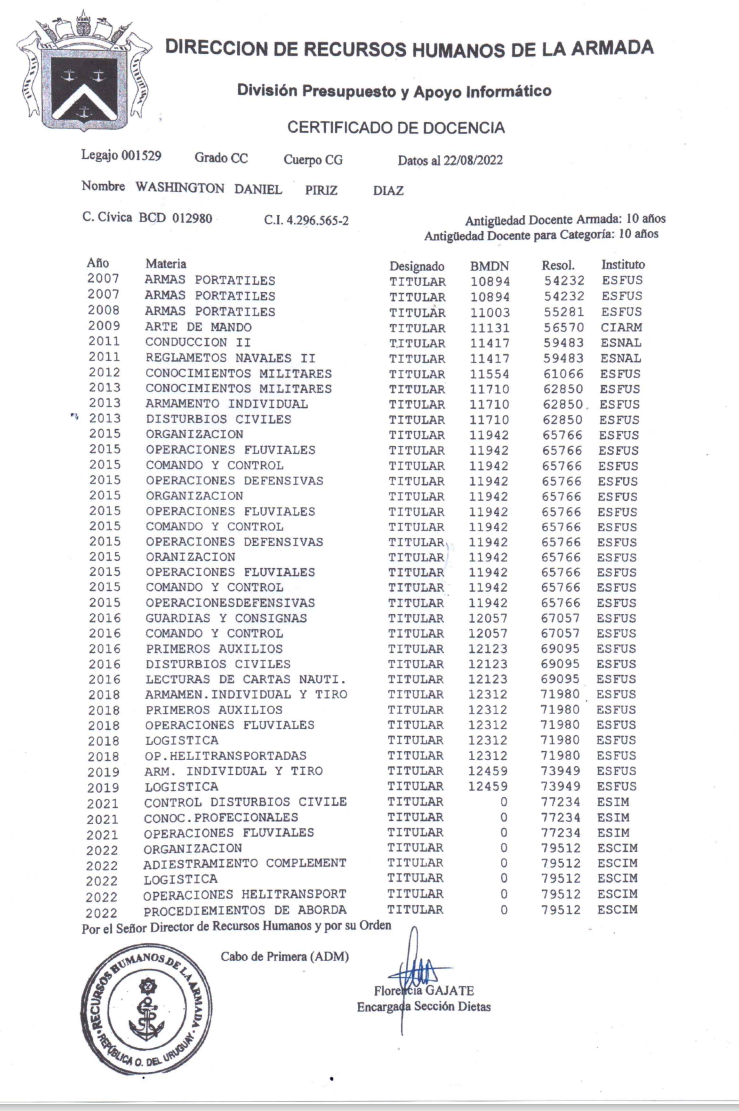 DIRECCION DE RECURSOS HUMANOS DE LA ARMADA
División Presupuesto y Apoyo Informático
CERTIFICADO DE DOCENCIA
Legajo 001529 Grado CC Cuerpo CG Datos al 22/08/2022
Nombre WASHINGTON DANIEL PIRIZ DIAZ
C. Cívica BCD 012980 C.I. 4.296.565-2 Antigüedad Docente Armada: 10 años
Antigüedad Docente para Categoría: 10 años
Año Materia Designado BMDN Resol. Instituto
2007 ARMAS PORTATILES TITULAR 10894 54232 ESFUS
2007 ARMAS PORTATILES TITULAR 10894 54232 ESFUS
2008 ARMAS PORTATILES TITULAR 11003 55281 ESFUS
2009 ARTE DE MANDO TITULAR 11131 56570 CIARM
2011 CONDUCCION II TITULAR 11417 59483 ESNAL
2011 REGLAMETOS NAVALES II TITULAR 11417 59483 ESNAL
2012 CONOCIMIENTOS MILITARES TITULAR 11554 61066 ESFUS
2013 CONOCIMIENTOS MILITARES TITULAR 11710 62850 ESFUS
2013 ARMAMENTO INDIVIDUAL TITULAR 11710 62850 ESFUS
2013 DISTURBIOS CIVILES TITULAR 11710 62850 ESFUS
2015 ORGANIZACION TITULAR 11942 65766 ESFUS
2015 OPERACIONES FLUVIALES TITULAR 11942 65766 ESFUS
2015 COMANDO Y CONTROL TITULAR 11942 65766 ESFUS
2015 OPERACIONES DEFENSIVAS TITULAR 11942 65766 ESFUS
2015 ORGANIZACION TITULAR 11942 65766 ESFUS
2015 OPERACIONES FLUVIALES TITULAR 11942 65766 ESFUS
2015 COMANDO Y CONTROL TITULAR 11942 65766 ESFUS
2015 OPERACIONES DEFENSIVAS TITULAR 11942 65766 ESFUS
2015 ORANIZACION TITULAR 11942 65766 ESFUS
2015 OPERACIONES FLUVIALES TITULAR 11942 65766 ESFUS
2015 COMANDO Y CONTROL TITULAR 11942 65766 ESFUS
2015 OPERACIONESDEFENSIVAS TITULAR 11942 65766 ESFUS
2016 GUARDIAS Y CONSIGNAS TITULAR 12057 67057 ESFUS
2016 COMANDO Y CONTROL TITULAR 12057 67057 ESFUS
2016 PRIMEROS AUXILIOS TITULAR 12123 69095 ESFUS
2016 DISTURBIOS CIVILES TITULAR 12123 69095 ESFUS
2016 LECTURAS DE CARTAS NAUTI. TITULAR 12123 69095 ESFUS
2018 ARMAMEN.INDIVIDUAL Y TIRO TITULAR 12312 71980 ESFUS
2018 PRIMEROS AUXILIOS TITULAR 12312 71980 ESFUS
2018 OPERACIONES FLUVIALES TITULAR 12312 71980 ESFUS
2018 LOGISTICA TITULAR 12312 71980 ESFUS
2018 OP.HELITRANSPORTADAS TITULAR 12312 71980 ESFUS
2019 ARM. INDIVIDUAL Y TIRO TITULAR 12459 73949 ESFUS
2019 LOGISTICA TITULAR 12459 73949 ESFUS
2021 CONTROL DISTURBIOS CIVILE TITULAR 0 77234 ESIM
2021 CONOC.PROFECIONALES TITULAR 0 77234 ESIM
2021 OPERACIONES FLUVIALES TITULAR 0 77234 ESIM
2022 ORGANIZACION TITULAR 0 79512 ESCIM
2022 ADIESTRAMIENTO COMPLEMENT TITULAR 0 79512 ESCIM
2022 LOGISTICA TITULAR 0 79512 ESCIM
2022 OPERACIONES HELITRANSPORT TITULAR 0 79512 ESCIM
2022 PROCEDIEMIENTOS DE ABORDA TITULAR 0 79512 ESCIM
Por el Señor Director de Recursos Humanos y por su Orden
Cabo de Primera (ADM)
Florencia GAJATE
Encargada Sección Dietas
RECURSOS HUMANOS DE LA ARMADA
REPÚBLICA O. DEL URUGUAY